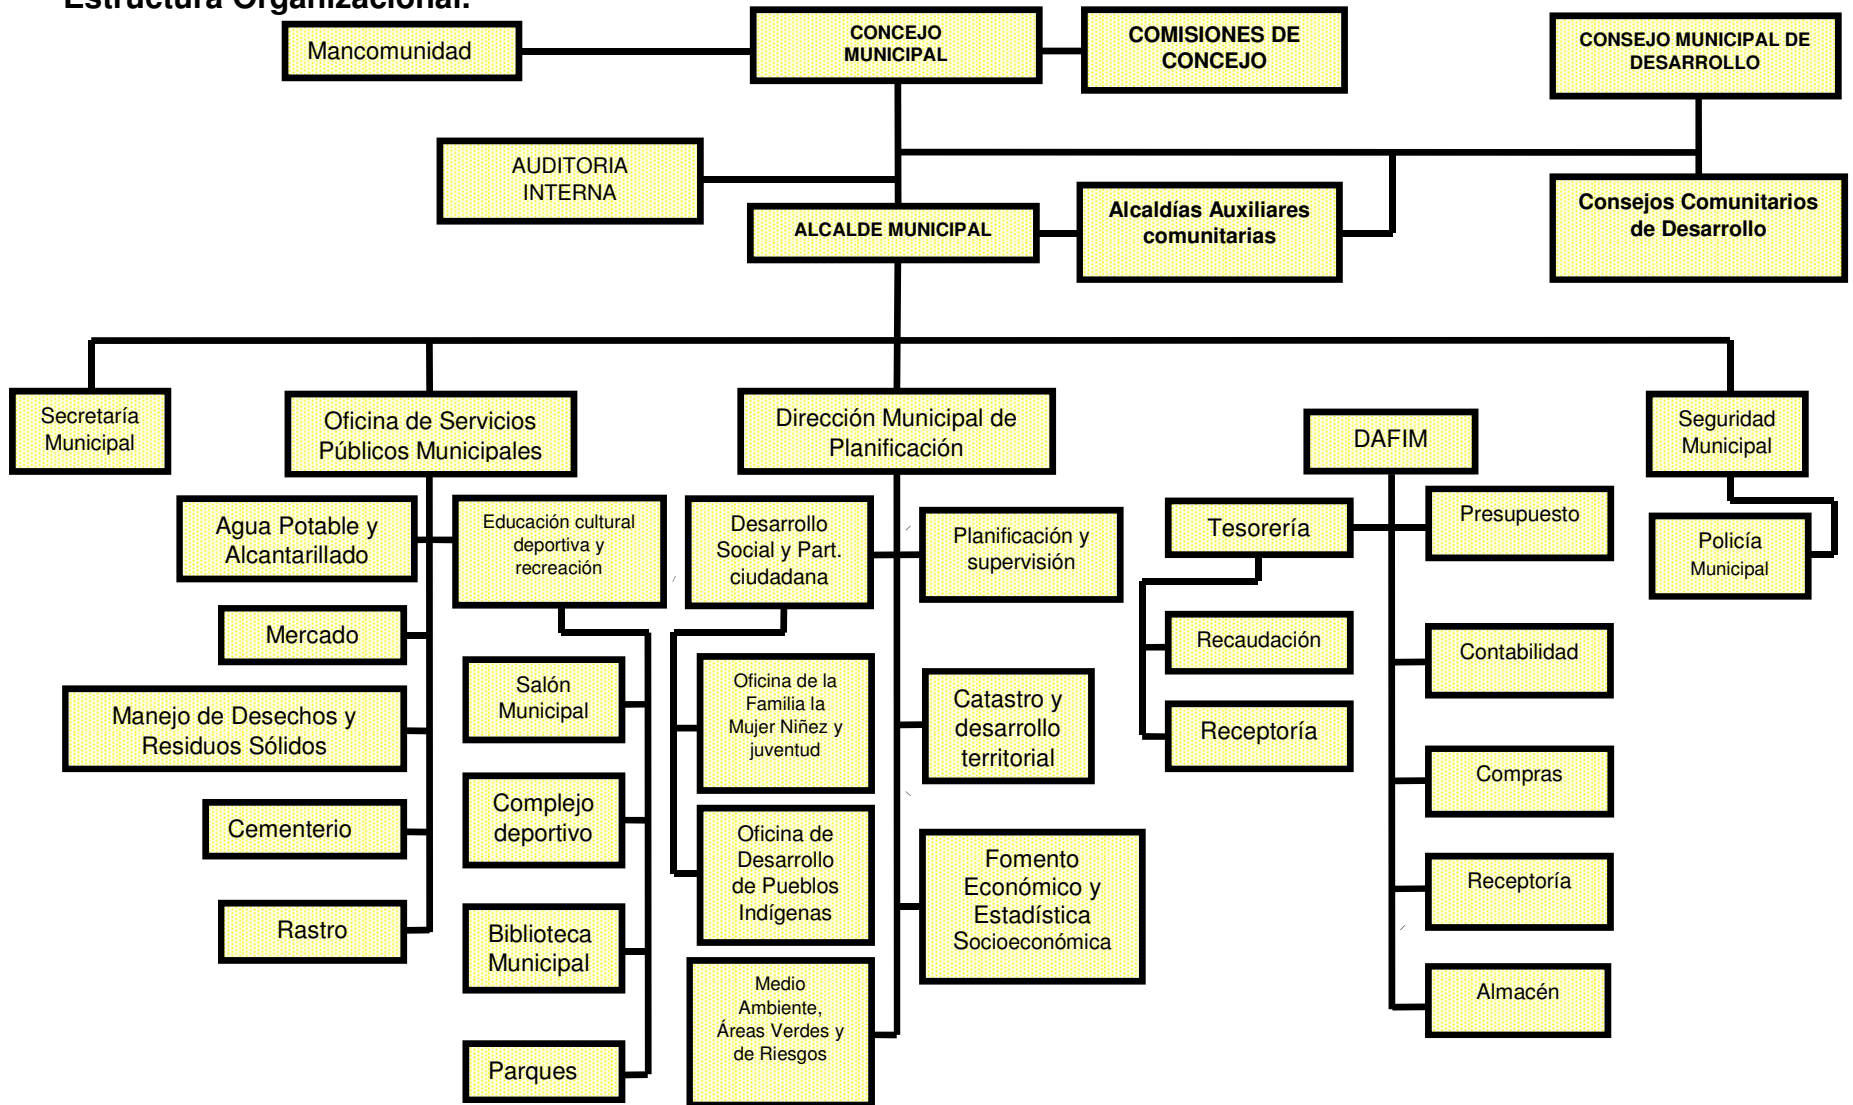 Estructura Organizacional.
Mancomunidad
CONCEJO
MUNICIPAL
COMISIONES DE
CONCEJO
CONSEJO MUNICIPAL DE
DESARROLLO
AUDITORIA
INTERNA
ALCALDE MUNICIPAL
Alcaldías Auxiliares
comunitarias
Consejos Comunitarios
de Desarrollo
Secretaría
Municipal
Oficina de Servicios
Públicos Municipales
Dirección Municipal de
Planificación
DAFIM
Seguridad
Municipal
Agua Potable y
Alcantarillado
Educación cultural
deportiva y
recreación
Mercado
Manejo de Desechos y
Residuos Sólidos
Cementerio
Rastro
Salón
Municipal
Complejo
deportivo
Biblioteca
Municipal
Parques
Desarrollo
Social y Part.
ciudadana
Planificación y
supervisión
Oficina de la
Familia la
Mujer Niñez y
juventud
Catastro y
desarrollo
territorial
Oficina de
Desarrollo
de Pueblos
Indígenas
Fomento
Económico y
Estadística
Socioeconómica
Medio
Ambiente,
Áreas Verdes y
de Riesgos
Tesorería
Presupuesto
Recaudación
Receptoría
Contabilidad
Compras
Receptoría
Almacén
Policía
Municipal